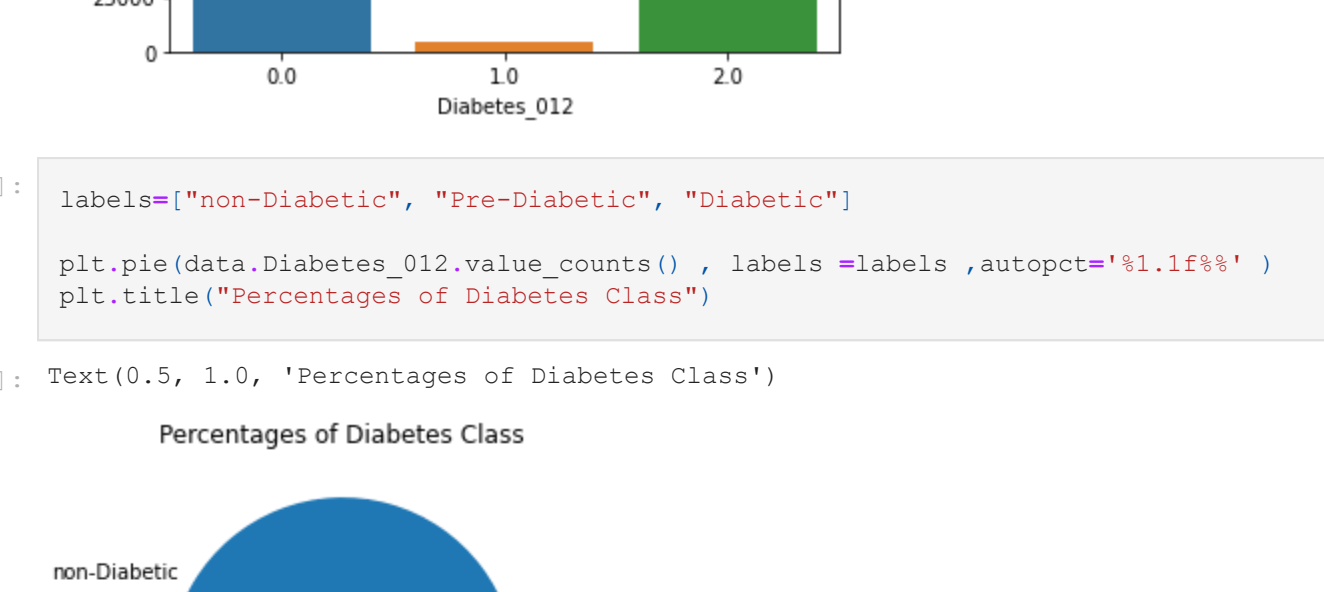 25000
0
0.0 1.0 2.0
Diabetes_012
]:
labels=["non-Diabetic", "Pre-Diabetic", "Diabetic"]
plt.pie(data.Diabetes_012.value_counts() , labels =labels ,autopct='%1.1f%%' )
plt.title("Percentages of Diabetes Class")
]: Text(0.5, 1.0, 'Percentages of Diabetes Class')
Percentages of Diabetes Class
non-Diabetic